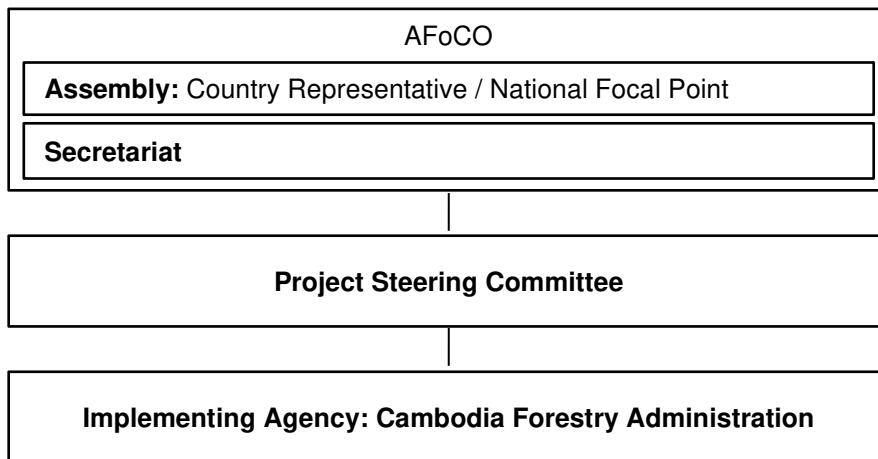 AFoCO
Assembly: Country Representative / National Focal Point
Secretariat
Project Steering Committee
Implementing Agency: Cambodia Forestry Administration